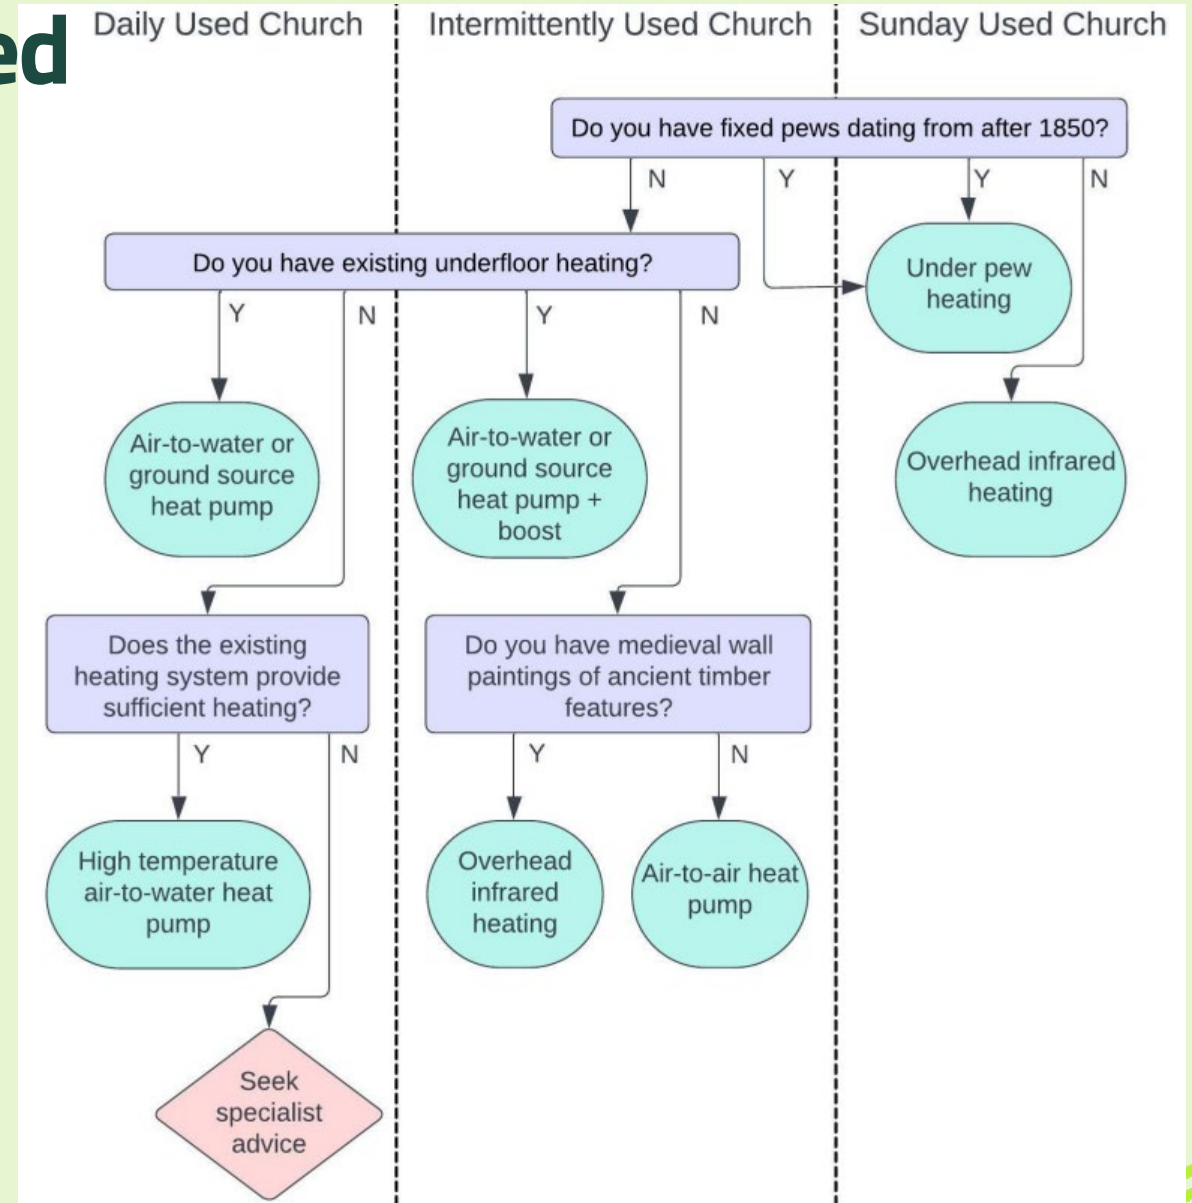 ed
Daily Used Church
Intermittently Used Church
Sunday Used Church
Do you have fixed pews dating from after 1850?
N
Y
Y
N
Do you have existing underfloor heating?
Y
N
Y
N
Under pew
heating
Air-to-water or
ground source
heat pump
Air-to-water or
ground source
heat pump +
boost
Overhead infrared
heating
Does the existing
heating system provide
sufficient heating?
Do you have medieval wall
paintings of ancient timber
features?
Y
N
Y
N
High temperature
air-to-water heat
pump
Overhead
infrared
heating
Air-to-air heat
pump
Seek
specialist
advice